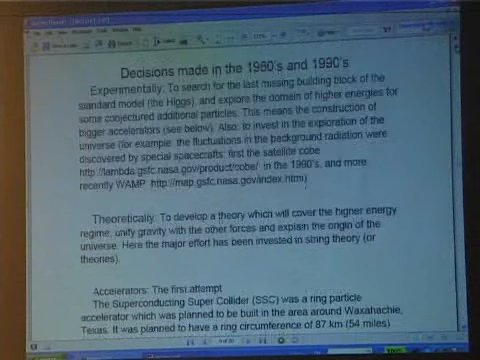 Decisions made in the 1980's and 1990's
Experimentally: To search for the last missing building block of the
standard model (the Higgs), and explore the domain of higher energies for
some conjectured additional particles. This means the construction of
bigger accelerators (see below). Also, to invest in the exploration of the
universe (for example, the fluctuations in the background radiation were
discovered by special spacecrafts: first the satellite cobe
http://lambda.gsfc.nasa.gov/product/cobe/ in the 1990's, and more
recently WAMP http://map.gsfc.nasa.gov/index.html)
Theoretically: To develop a theory which will cover the higher energy
regime, unify gravity with the other forces and explain the origin of the
universe. Here the major effort has been invested in string theory (or
theories).
Accelerators: The first attempt
The Superconducting Super Collider (SSC) was a ring particle
accelerator which was planned to be built in the area around Waxahachie,
Texas. It was planned to have a ring circumference of 87 km (54 miles)